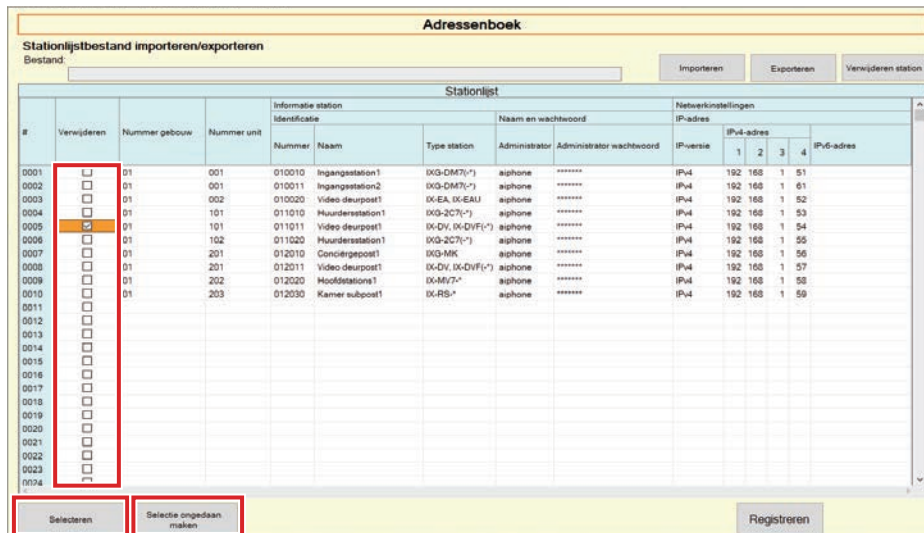 Adressenboek
Stationlijstbestand importeren/exporteren
Bestand:
Importeren Exporteren Verwijderen station
Stationlijst
Informatie station Netwerkinstellingen
Identificatie Naam en wachtwoord IP-adres
# Verwijderen Nummer gebouw Nummer unit Nummer Naam Type station Administrator Administrator wachtwoord IP-versie IPv4-adres IPv6-adres
1 2 3 4
0001 01 001 010010 Ingangsstation1 IXG-DM7(-*) aiphone ******* IPv4 192 168 1 51
0002 01 001 010011 Ingangsstation2 IXG-DM7(-*) aiphone ******* IPv4 192 168 1 61
0003 01 002 010020 Video deurpost1 IX-EA, IX-EAU aiphone ******* IPv4 192 168 1 52
0004 01 101 011010 Huurdersstation1 IXG-2C7(-*) aiphone ******* IPv4 192 168 1 53
0005 01 101 011011 Video deurpost1 IX-DV, IX-DVF(-*) aiphone ******* IPv4 192 168 1 54
0006 01 102 011020 Huurdersstation1 IXG-2C7(-*) aiphone ******* IPv4 192 168 1 55
0007 01 201 012010 Conciërgepost1 IXG-MK aiphone ******* IPv4 192 168 1 56
0008 01 201 012011 Video deurpost1 IX-DV, IX-DVF(-*) aiphone ******* IPv4 192 168 1 57
0009 01 202 012020 Hoofdstations1 IX-MV7-* aiphone ******* IPv4 192 168 1 58
0010 01 203 012030 Kamer subpost1 IX-RS-* aiphone ******* IPv4 192 168 1 59
0011
0012
0013
0014
0015
0016
0017
0018
0019
0020
0021
0022
0023
0024
Selecteren Selectie ongedaan maken Registreren